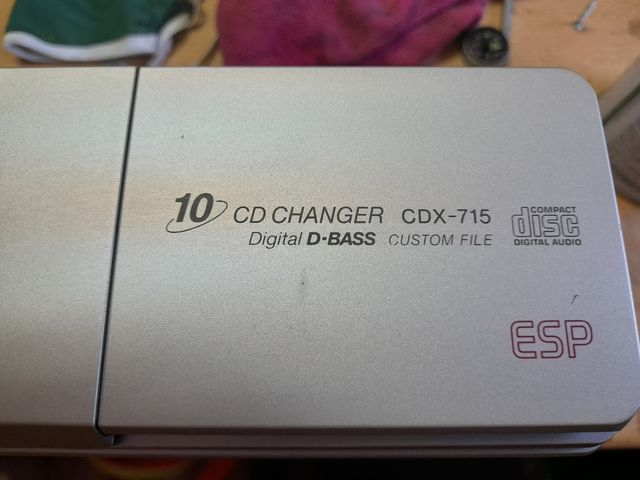 10 CD CHANGER CDX-715
Digital D-BASS CUSTOM FILE
COMPACT
disc
DIGITAL AUDIO
ESP